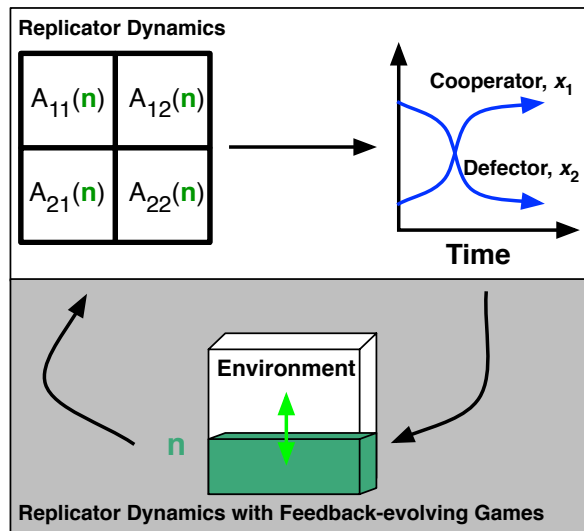 Replicator Dynamics
A₁₁(n) A₁₂(n)
A₂₁(n) A₂₂(n)
Cooperator, x₁
Defector, x₂
Time
Environment
n
Replicator Dynamics with Feedback-evolving Games